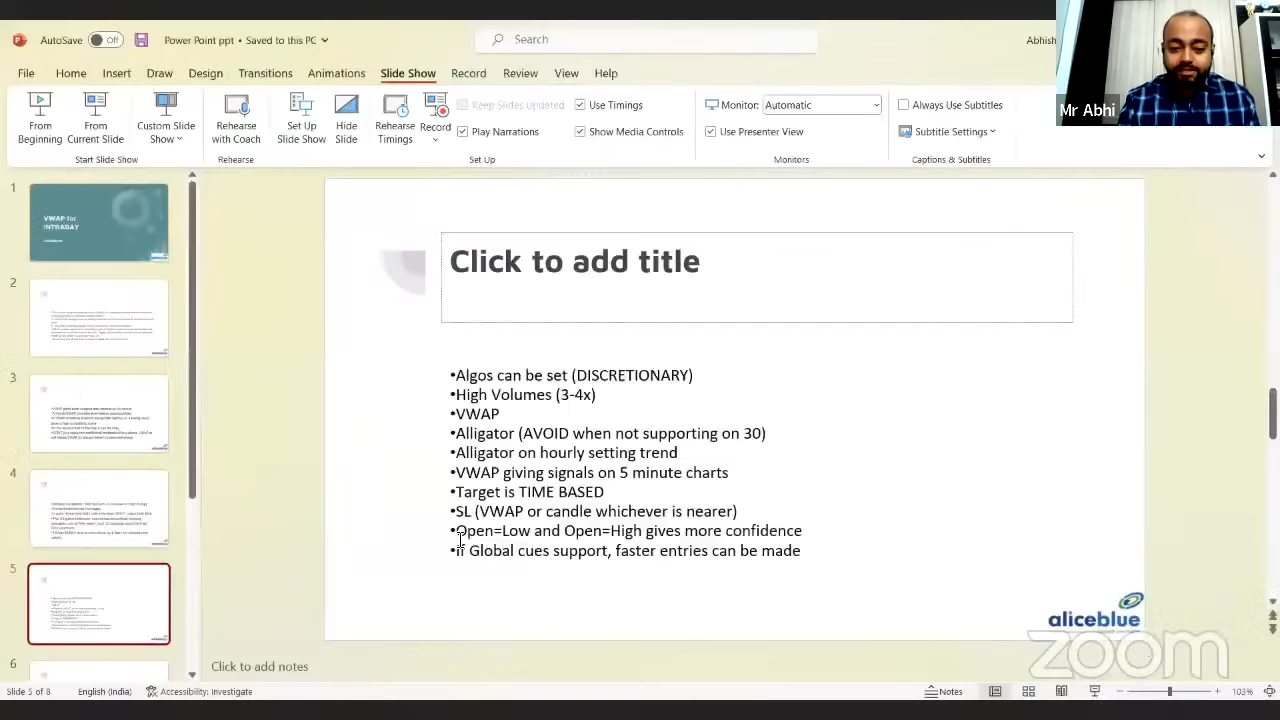 AutoSave Off Power Point ppt • Saved to this PC Search Abhish
File Home Insert Draw Design Transitions Animations Slide Show Record Review View Help
Mr Abhi
From Beginning
From Current Slide
Custom Slide Show
Start Slide Show
Rehearse with Coach
Rehearse
Set Up Slide Show
Hide Slide
Rehearse Timings
Record
Keep Slides Updated
Play Narrations
Use Timings
Show Media Controls
Set Up
Monitor: Automatic
Use Presenter View
Monitors
Always Use Subtitles
Subtitle Settings
Captions & Subtitles
1
VWAP for
INTRADAY
2
3
4
5
6
Click to add title
•Algos can be set (DISCRETIONARY)
•High Volumes (3-4x)
•VWAP
•Alligator (AVOID when not supporting on 30)
•Alligator on hourly setting trend
•VWAP giving signals on 5 minute charts
•Target is TIME BASED
•SL (VWAP or candle whichever is nearer)
•Open=Low and Open=High gives more confidence
•If Global cues support, faster entries can be made
aliceblue
zoom
Click to add notes
Slide 5 of 8 English (India) Accessibility: Investigate Notes 103%